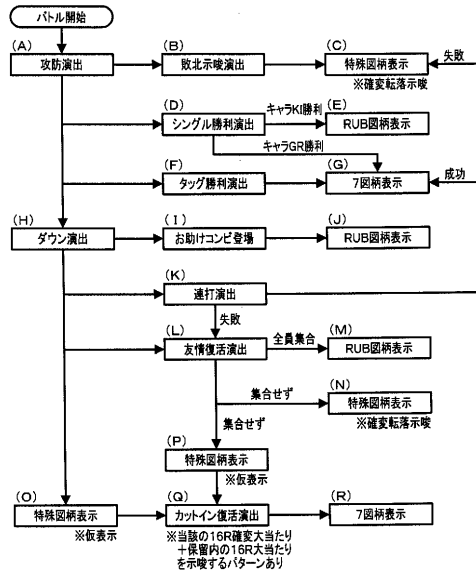 バトル開始
(A)
攻防演出
(B)
敗北示唆演出
(C)
特殊図柄表示
※確変転落示唆
失敗
(D)
シングル勝利演出
キャラKI勝利
(E)
RUB図柄表示
キャラGR勝利
(F)
タッグ勝利演出
(G)
7図柄表示
成功
(H)
ダウン演出
(I)
お助けコンビ登場
(J)
RUB図柄表示
(K)
連打演出
失敗
(L)
友情復活演出
全員集合
(M)
RUB図柄表示
集合せず
(N)
特殊図柄表示
※確変転落示唆
集合せず
(P)
特殊図柄表示
※仮表示
(O)
特殊図柄表示
※仮表示
(Q)
カットイン復活演出
※当該の16R確変大当たり
+保留内の16R大当たり
を示唆するパターンあり
(R)
7図柄表示